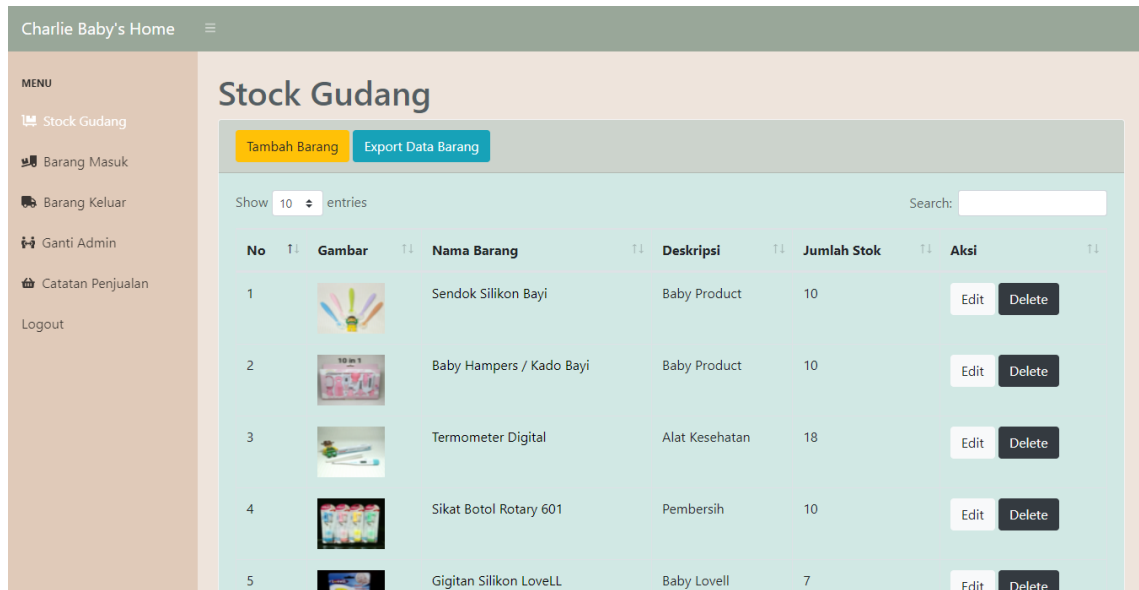 Charlie Baby's Home
MENU
Stock Gudang
Barang Masuk
Barang Keluar
Ganti Admin
Catatan Penjualan
Logout
Stock Gudang
Tambah Barang Export Data Barang
Show 10 entries Search:
No Gambar Nama Barang Deskripsi Jumlah Stok Aksi
1 Sendok Silikon Bayi Baby Product 10 Edit Delete
10 in 1
2 Baby Hampers / Kado Bayi Baby Product 10 Edit Delete
3 Termometer Digital Alat Kesehatan 18 Edit Delete
4 Sikat Botol Rotary 601 Pembersih 10 Edit Delete
5 Gigitan Silikon LoveLL Baby Lovell 7 Edit Delete